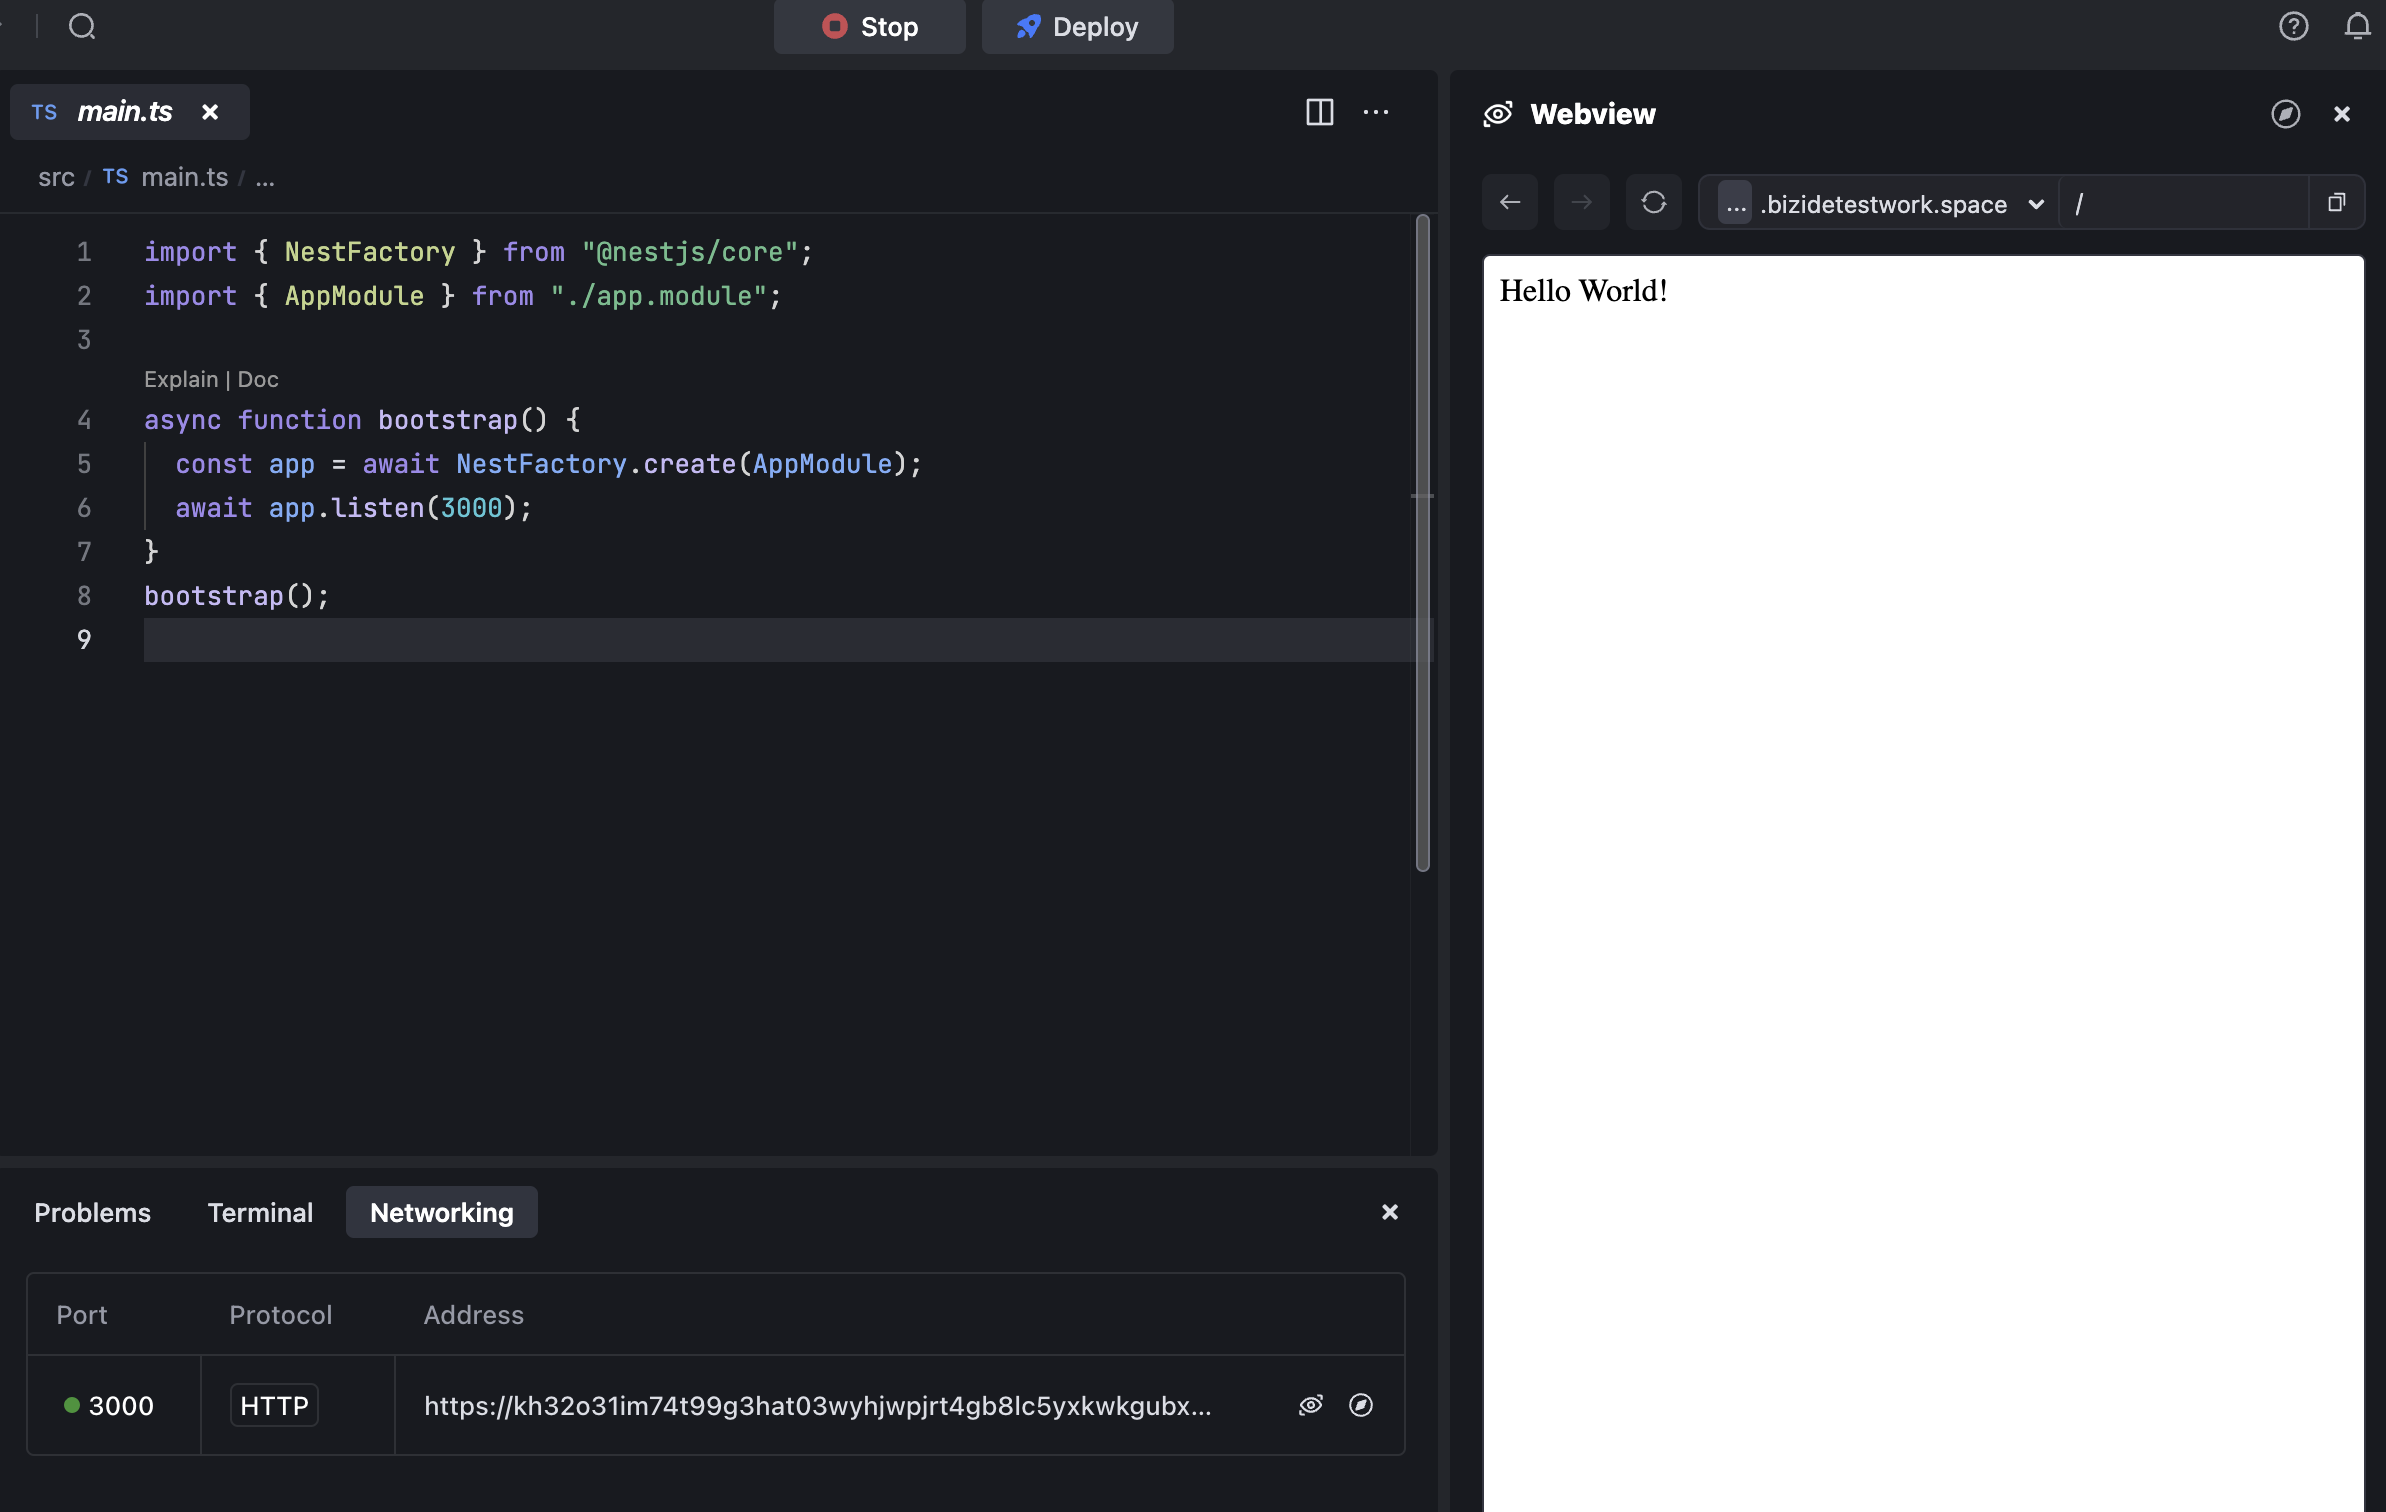 Stop
Deploy
TS main.ts
src / TS main.ts / ...
1 import { NestFactory } from "@nestjs/core";
2 import { AppModule } from "./app.module";
3
Explain | Doc
4 async function bootstrap() {
5 const app = await NestFactory.create(AppModule);
6 await app.listen(3000);
7 }
8 bootstrap();
9
Problems
Terminal
Networking
Port Protocol Address
3000 HTTP https://kh32o31im74t99g3hat03wyhjwpjrt4gb8lc5yxkwkgubx...
Webview
... .bizidetestwork.space /
Hello World!